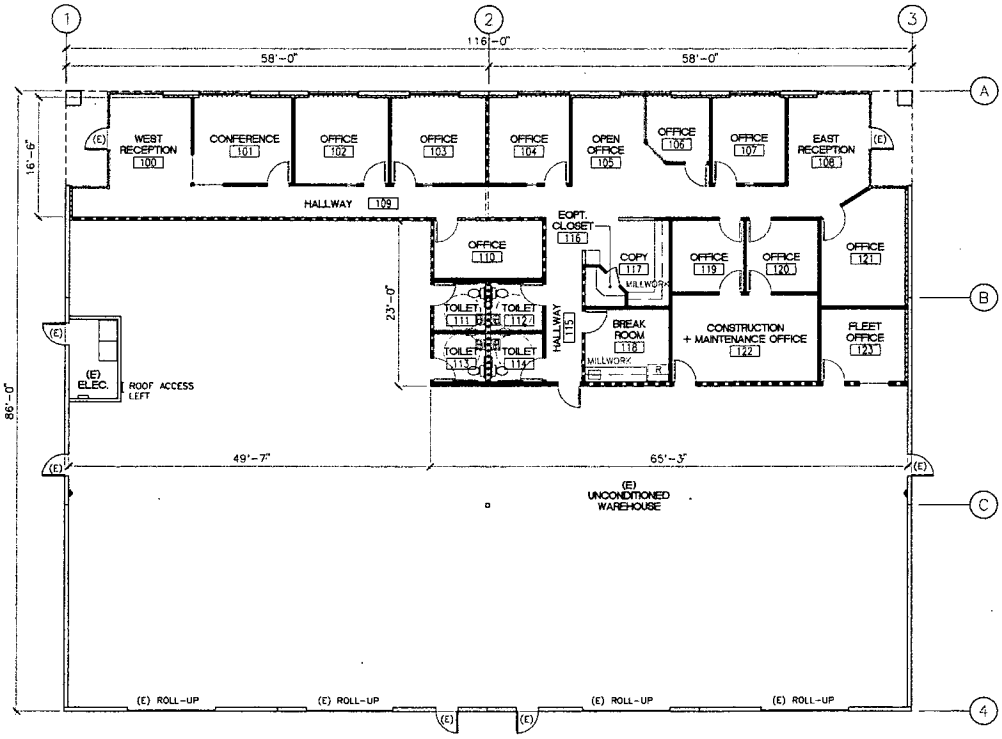 1
2
3
116'-0"
58'-0"
58'-0"
A
(E)
WEST
RECEPTION
100
CONFERENCE
101
OFFICE
102
OFFICE
103
OFFICE
104
OPEN
OFFICE
105
OFFICE
106
OFFICE
107
EAST
RECEPTION
108
(E)
16'-6"
HALLWAY 109
EQPT.
CLOSET
116
OFFICE
110
COPY
117
MILLWORK
OFFICE
119
OFFICE
120
OFFICE
121
B
23'-0"
TOILET
111
TOILET
112
HALLWAY
115
BREAK
ROOM
118
MILLWORK
R
CONSTRUCTION
+ MAINTENANCE OFFICE
122
FLEET
OFFICE
123
TOILET
113
TOILET
114
(E)
(E)
ELEC.
ROOF ACCESS
LEFT
86'-0"
49'-7"
65'-3"
(E)
(E)
(E)
UNCONDITIONED
WAREHOUSE
C
(E) ROLL-UP
(E) ROLL-UP
(E) ROLL-UP
(E) ROLL-UP
(E)
(E)
4